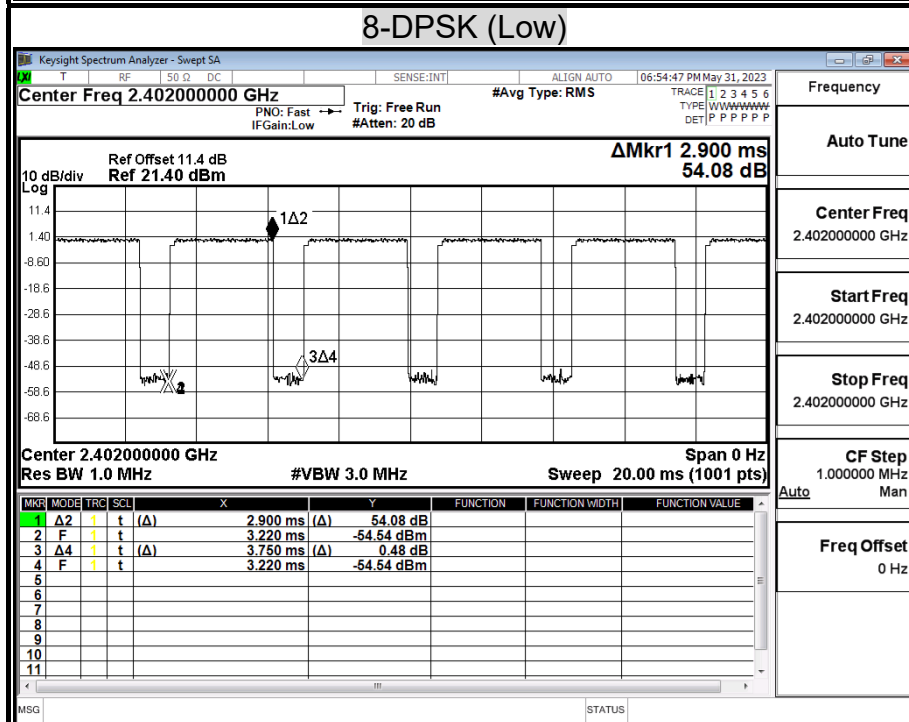 8-DPSK (Low)
Keysight Spectrum Analyzer - Swept SA
LXI T RF 50 Ω DC SENSE:INT ALIGN AUTO 06:54:47 PM May 31, 2023
Center Freq 2.402000000 GHz #Avg Type: RMS TRACE 1 2 3 4 5 6
PNO: Fast Trig: Free Run TYPE WWWWWW
IFGain:Low #Atten: 20 dB DET P P P P P P
Frequency
Auto Tune
Center Freq
2.402000000 GHz
Start Freq
2.402000000 GHz
Stop Freq
2.402000000 GHz
CF Step
1.000000 MHz
Auto Man
Freq Offset
0 Hz
ΔMkr1 2.900 ms
54.08 dB
Ref Offset 11.4 dB
10 dB/div Ref 21.40 dBm
Log
11.4
1.40
-8.60
-18.6
-28.6
-38.6
-48.6
-58.6
-68.6
1Δ2
3Δ4
2
Center 2.402000000 GHz Span 0 Hz
Res BW 1.0 MHz #VBW 3.0 MHz Sweep 20.00 ms (1001 pts)
MKR MODE TRC SCL X Y FUNCTION FUNCTION WIDTH FUNCTION VALUE
1 Δ2 1 t (Δ) 2.900 ms (Δ) 54.08 dB
2 F 1 t 3.220 ms -54.54 dBm
3 Δ4 1 t (Δ) 3.750 ms (Δ) 0.48 dB
4 F 1 t 3.220 ms -54.54 dBm
5
6
7
8
9
10
11
MSG STATUS